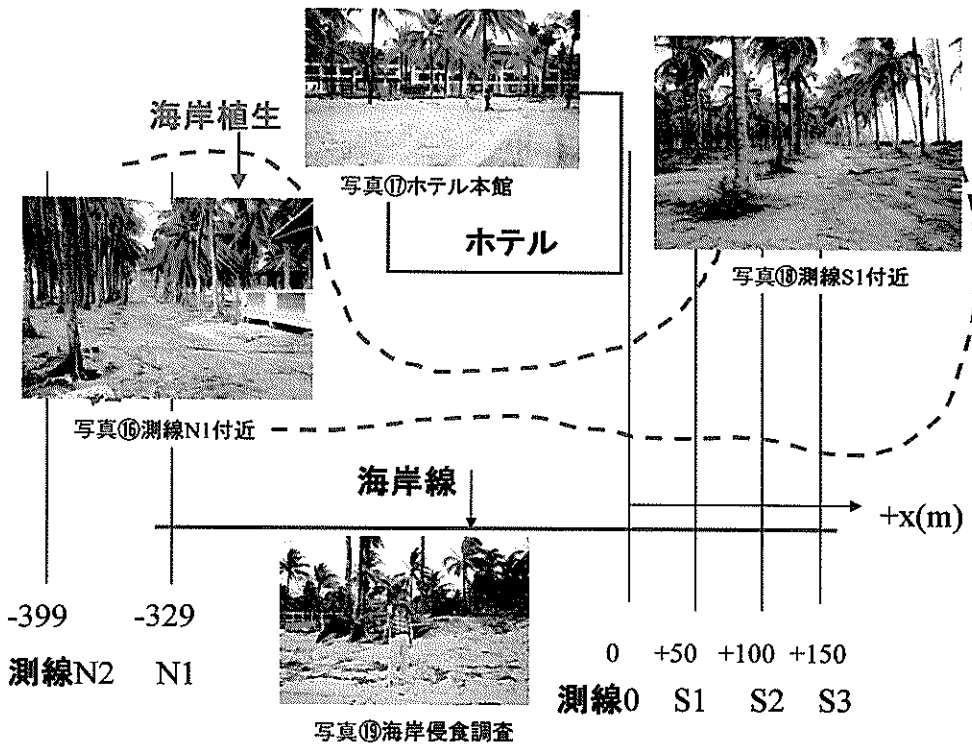 海岸植生
写真⑰ホテル本館
ホテル
写真⑱測線S1付近
写真⑯測線N1付近
海岸線
+x(m)
-399 -329
0 +50 +100 +150
測線N2 N1
測線0 S1 S2 S3
写真⑲海岸侵食調査